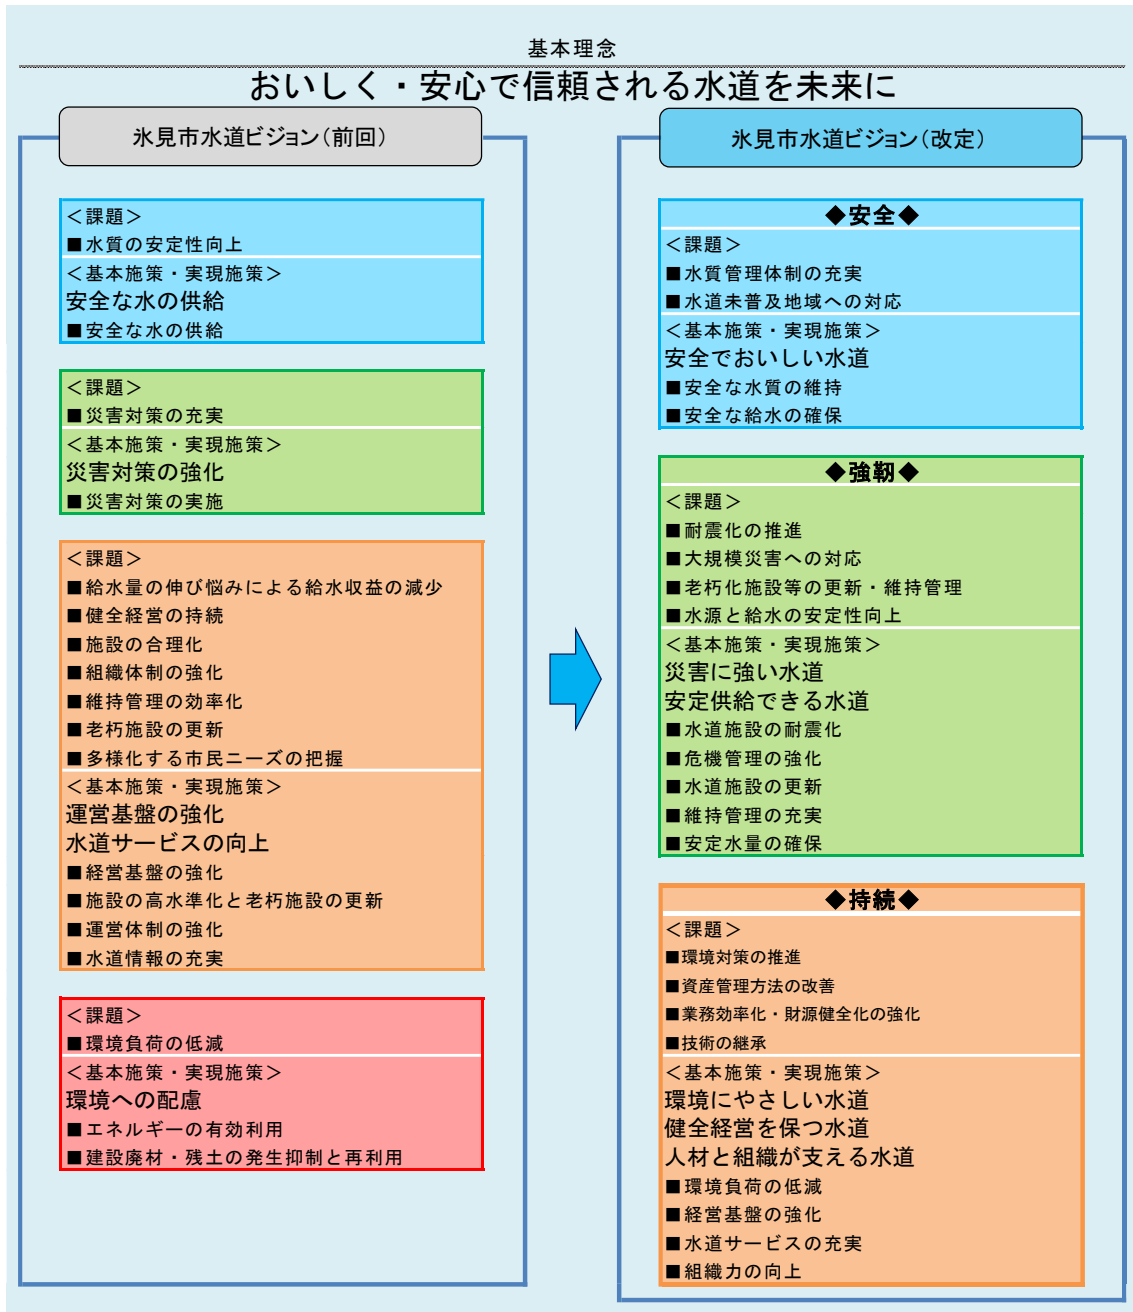 基本理念
おいしく・安心で信頼される水道を未来に
氷見市水道ビジョン（前回）
＜課題＞
■水質の安定性向上
＜基本施策・実現施策＞
安全な水の供給
■安全な水の供給
＜課題＞
■災害対策の充実
＜基本施策・実現施策＞
災害対策の強化
■災害対策の実施
＜課題＞
■給水量の伸び悩みによる給水収益の減少
■健全経営の持続
■施設の合理化
■組織体制の強化
■維持管理の効率化
■老朽施設の更新
■多様化する市民ニーズの把握
＜基本施策・実現施策＞
運営基盤の強化
水道サービスの向上
■経営基盤の強化
■施設の高水準化と老朽施設の更新
■運営体制の強化
■水道情報の充実
＜課題＞
■環境負荷の低減
＜基本施策・実現施策＞
環境への配慮
■エネルギーの有効利用
■建設廃材・残土の発生抑制と再利用
氷見市水道ビジョン（改定）
◆安全◆
＜課題＞
■水質管理体制の充実
■水道未普及地域への対応
＜基本施策・実現施策＞
安全でおいしい水道
■安全な水質の維持
■安全な給水の確保
◆強靭◆
＜課題＞
■耐震化の推進
■大規模災害への対応
■老朽化施設等の更新・維持管理
■水源と給水の安定性向上
＜基本施策・実現施策＞
災害に強い水道
安定供給できる水道
■水道施設の耐震化
■危機管理の強化
■水道施設の更新
■維持管理の充実
■安定水量の確保
◆持続◆
＜課題＞
■環境対策の推進
■資産管理方法の改善
■業務効率化・財源健全化の強化
■技術の継承
＜基本施策・実現施策＞
環境にやさしい水道
健全経営を保つ水道
人材と組織が支える水道
■環境負荷の低減
■経営基盤の強化
■水道サービスの充実
■組織力の向上